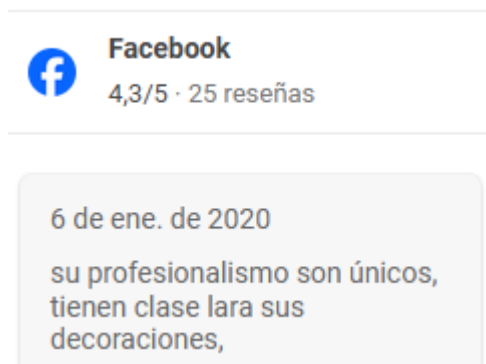 Facebook
4,3/5 · 25 reseñas
6 de ene. de 2020
su profesionalismo son únicos,
tienen clase lara sus
decoraciones,